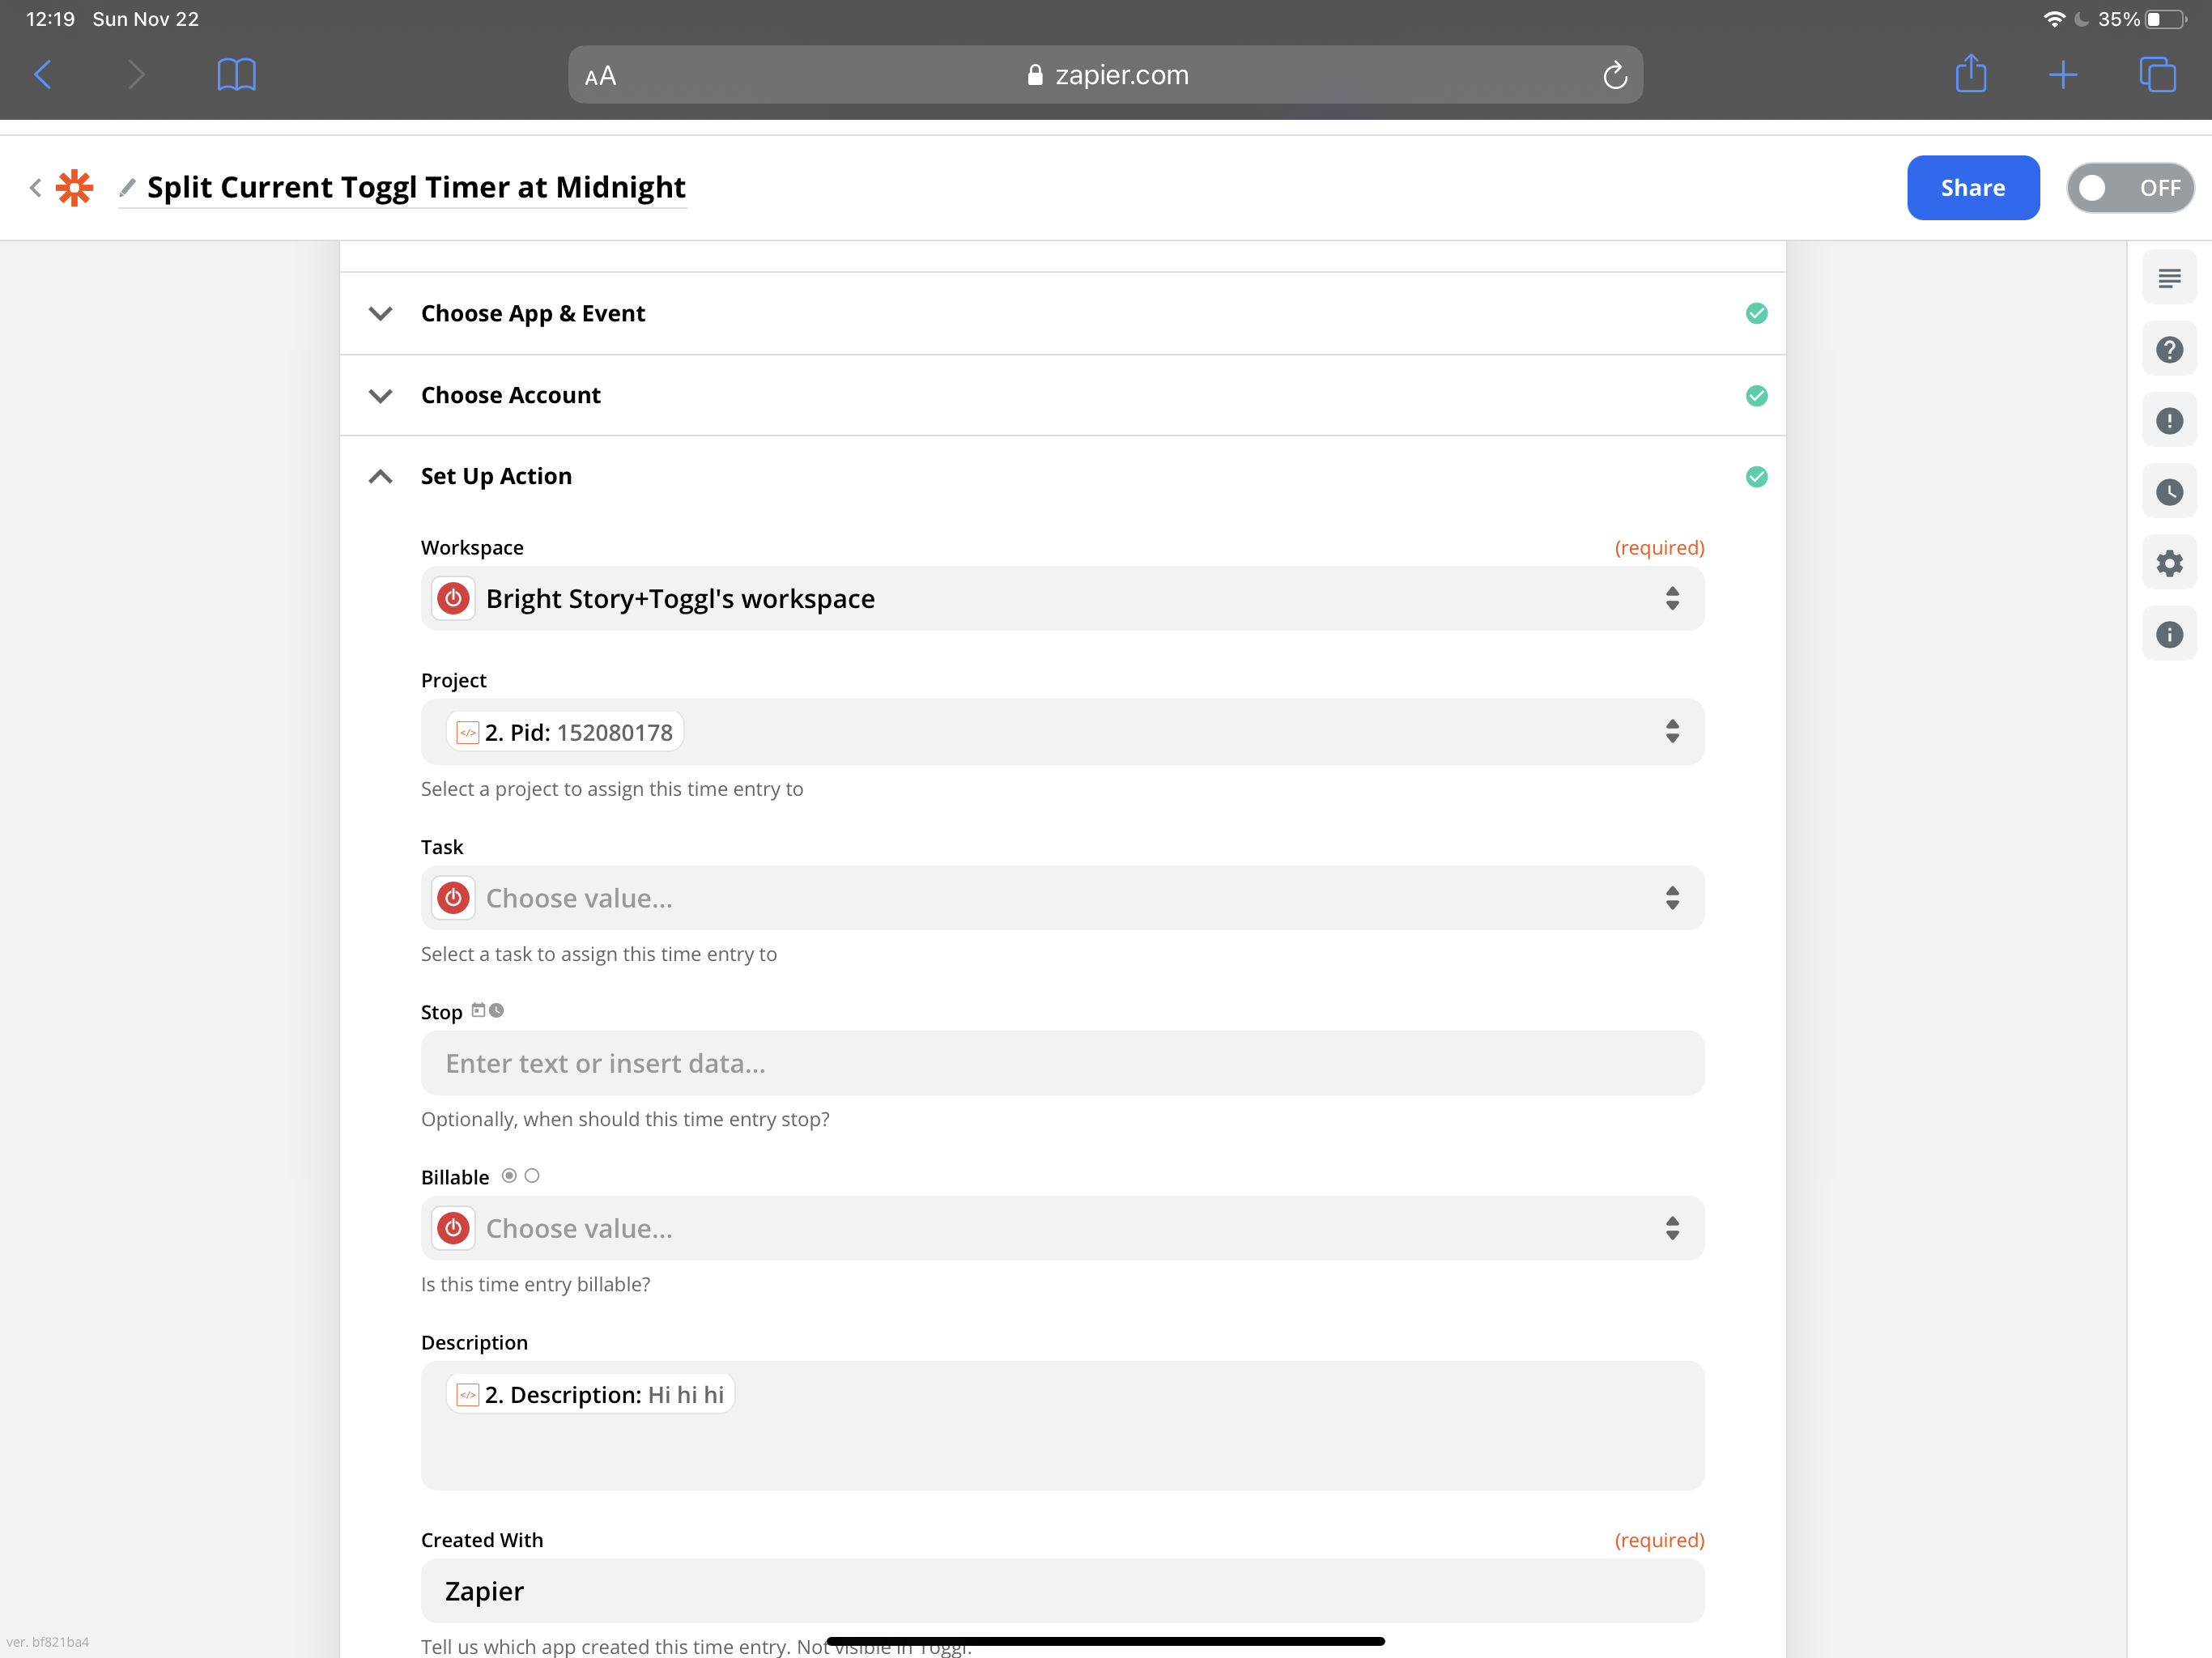 12:19 Sun Nov 22
35%
AA
zapier.com
Split Current Toggl Timer at Midnight
Share
OFF
Choose App & Event
Choose Account
Set Up Action
Workspace
(required)
Bright Story+Toggl's workspace
Project
2. Pid: 152080178
Select a project to assign this time entry to
Task
Choose value...
Select a task to assign this time entry to
Stop
Enter text or insert data...
Optionally, when should this time entry stop?
Billable
Choose value...
Is this time entry billable?
Description
2. Description: Hi hi hi
Created With
(required)
Zapier
Tell us which app created this time entry. Not visible in Toggl.
ver. bf821ba4